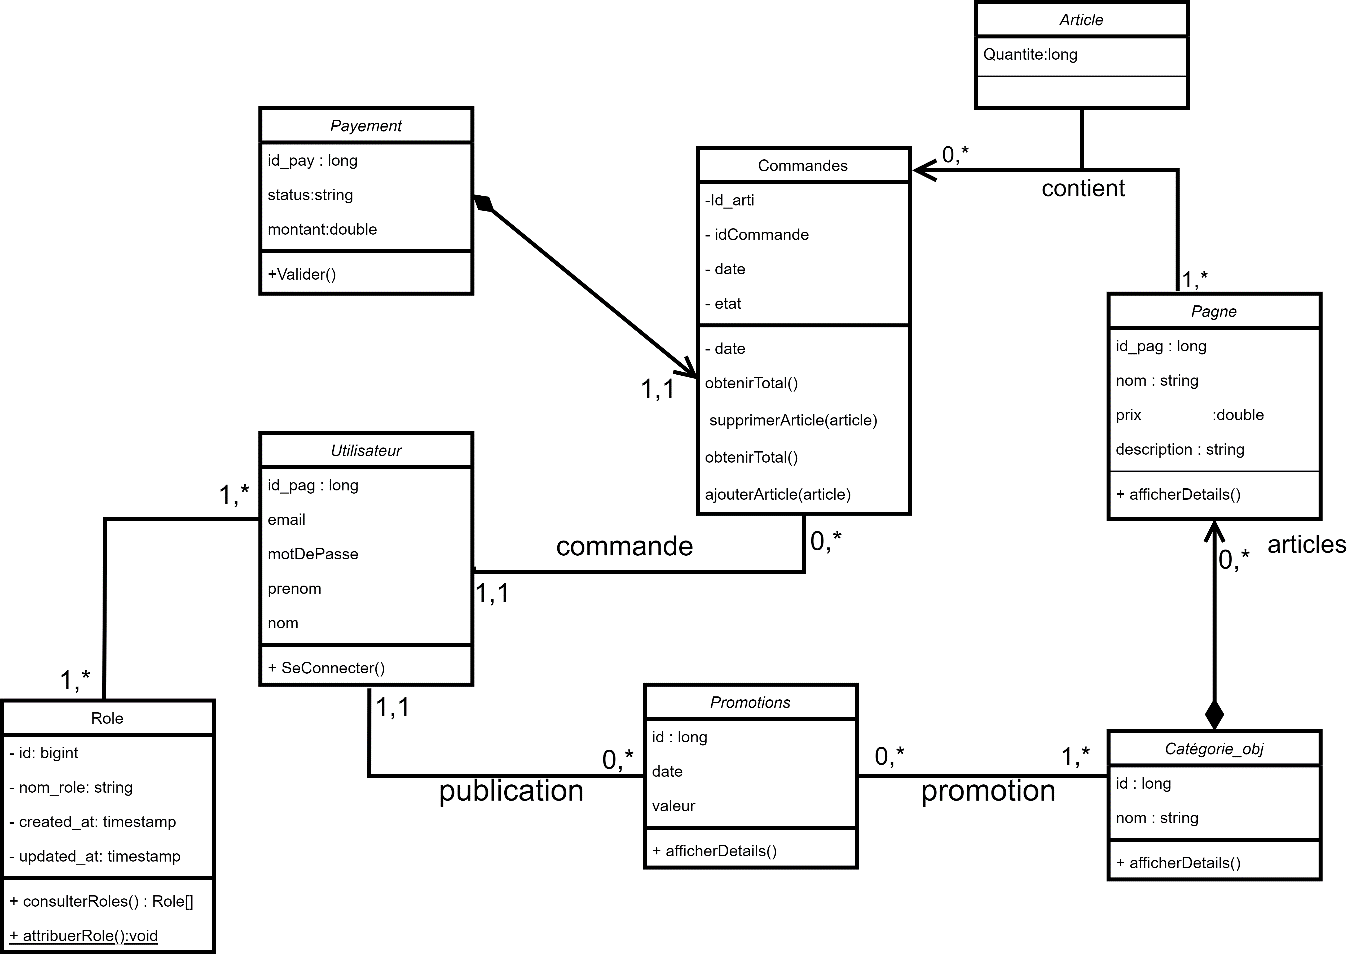 Article
Quantite:long
Payement
id_pay : long
status:string
montant:double
+Valider()
Commandes
-Id_arti
- idCommande
- date
- etat
- date
obtenirTotal()
supprimerArticle(article)
obtenirTotal()
ajouterArticle(article)
0,*
contient
1,*
Pagne
id_pag : long
nom : string
prix :double
description : string
+ afficherDetails()
1,1
Utilisateur
id_pag : long
email
motDePasse
prenom
nom
+ SeConnecter()
1,*
commande
0,*
1,1
articles
0,*
1,*
Role
- id: bigint
- nom_role: string
- created_at: timestamp
- updated_at: timestamp
+ consulterRoles() : Role[]
+ attribuerRole():void
1,1
0,*
publication
Promotions
id : long
date
valeur
+ afficherDetails()
0,*
1,*
promotion
Catégorie_obj
id : long
nom : string
+ afficherDetails()